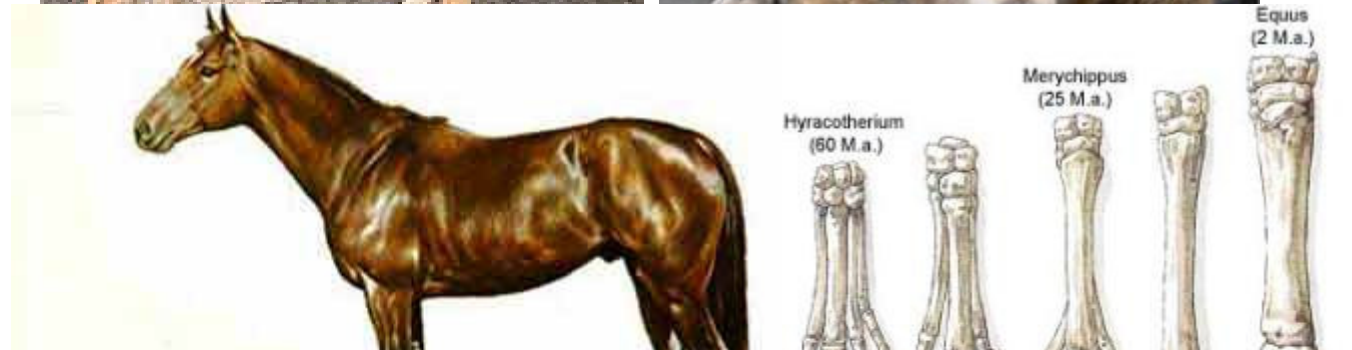 Equus
(2 M.a.)
Merychippus
(25 M.a.)
Hyracotherium
(60 M.a.)